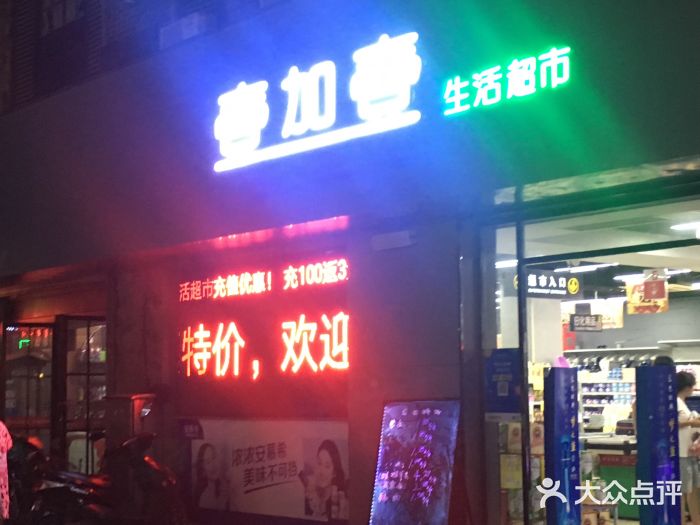 壹加壹
生活超市
活超市充值优惠！充100返3
特价，欢迎
超市入口
浓浓安慕希
美味不可挡
大众点评